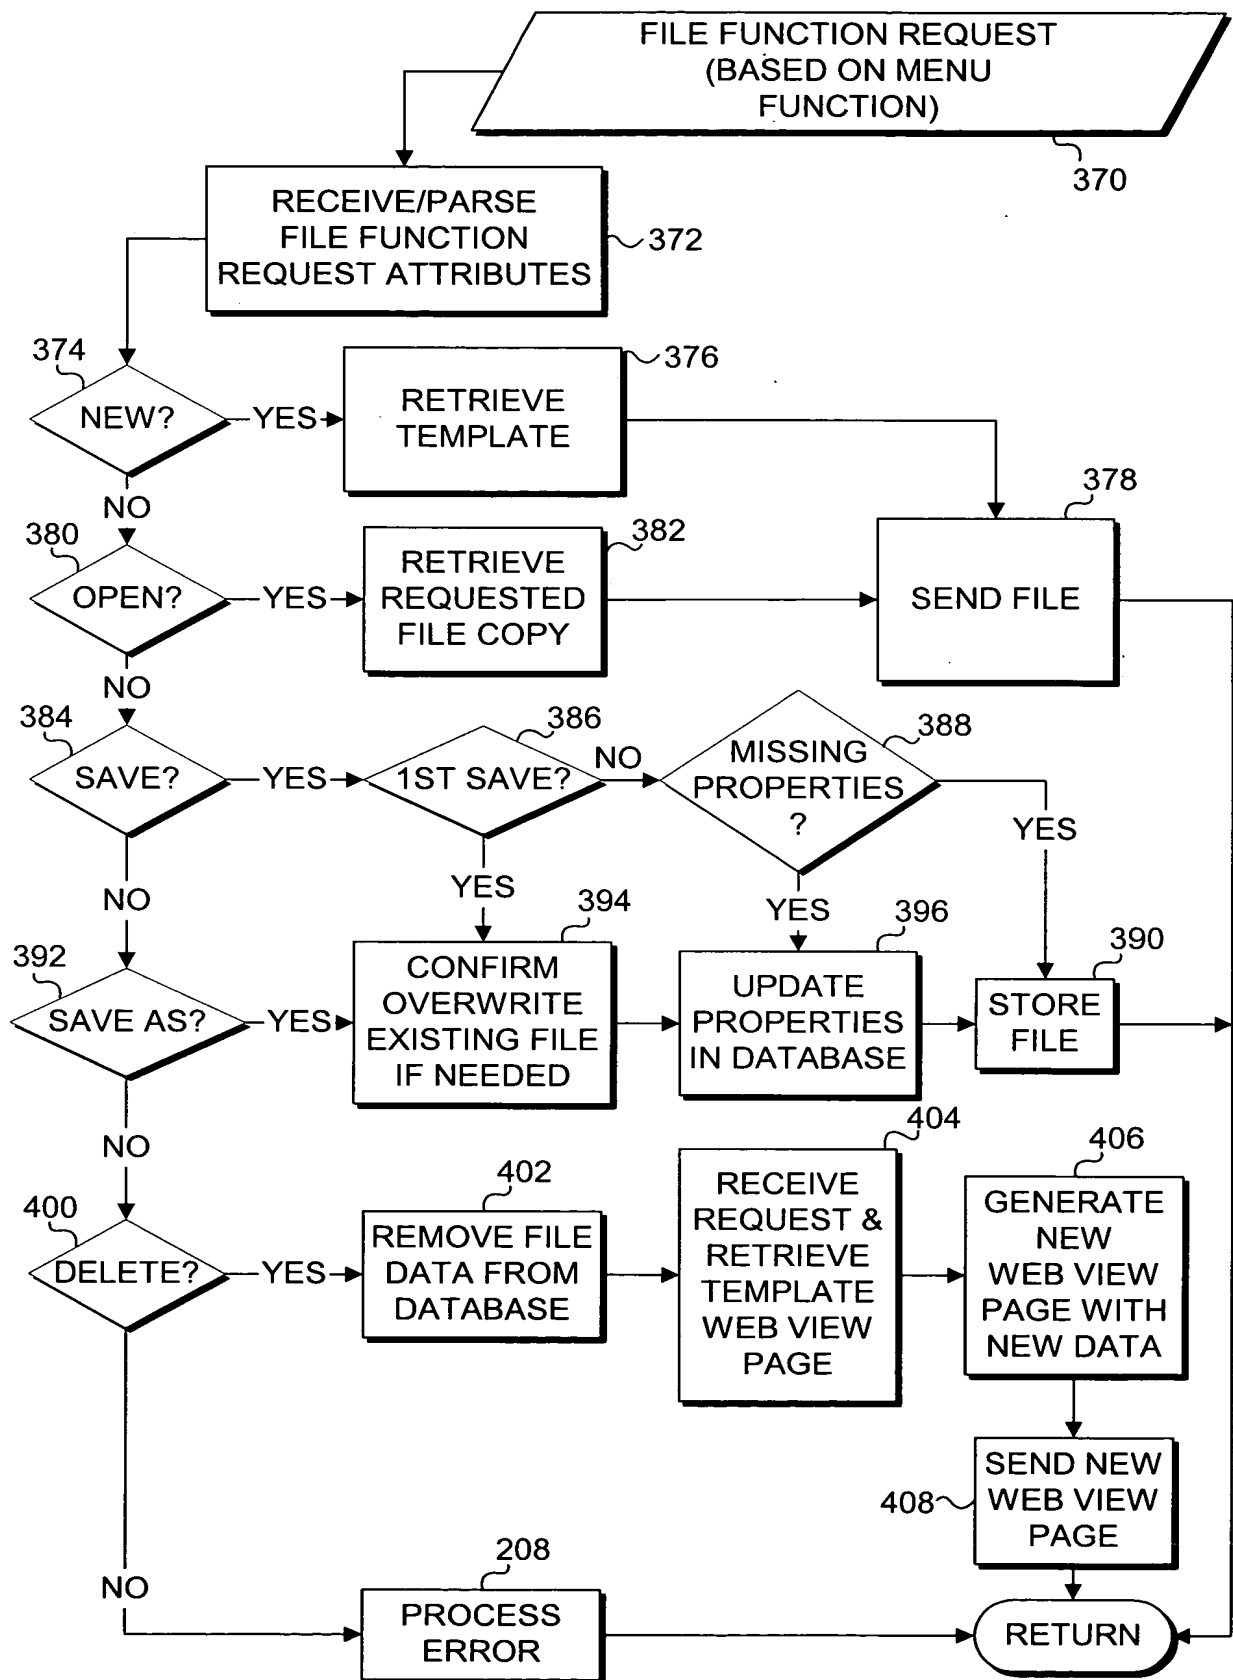 FILE FUNCTION REQUEST
(BASED ON MENU
FUNCTION)
370
RECEIVE/PARSE
FILE FUNCTION
REQUEST ATTRIBUTES
372
374
NEW?
YES
376
RETRIEVE
TEMPLATE
NO
378
SEND FILE
380
OPEN?
YES
382
RETRIEVE
REQUESTED
FILE COPY
NO
384
SAVE?
YES
386
1ST SAVE?
NO
388
MISSING
PROPERTIES
?
YES
YES
YES
NO
392
SAVE AS?
YES
394
CONFIRM
OVERWRITE
EXISTING FILE
IF NEEDED
396
UPDATE
PROPERTIES
IN DATABASE
390
STORE
FILE
NO
400
DELETE?
YES
402
REMOVE FILE
DATA FROM
DATABASE
404
RECEIVE
REQUEST &
RETRIEVE
TEMPLATE
WEB VIEW
PAGE
406
GENERATE
NEW
WEB VIEW
PAGE WITH
NEW DATA
408
SEND NEW
WEB VIEW
PAGE
NO
208
PROCESS
ERROR
RETURN